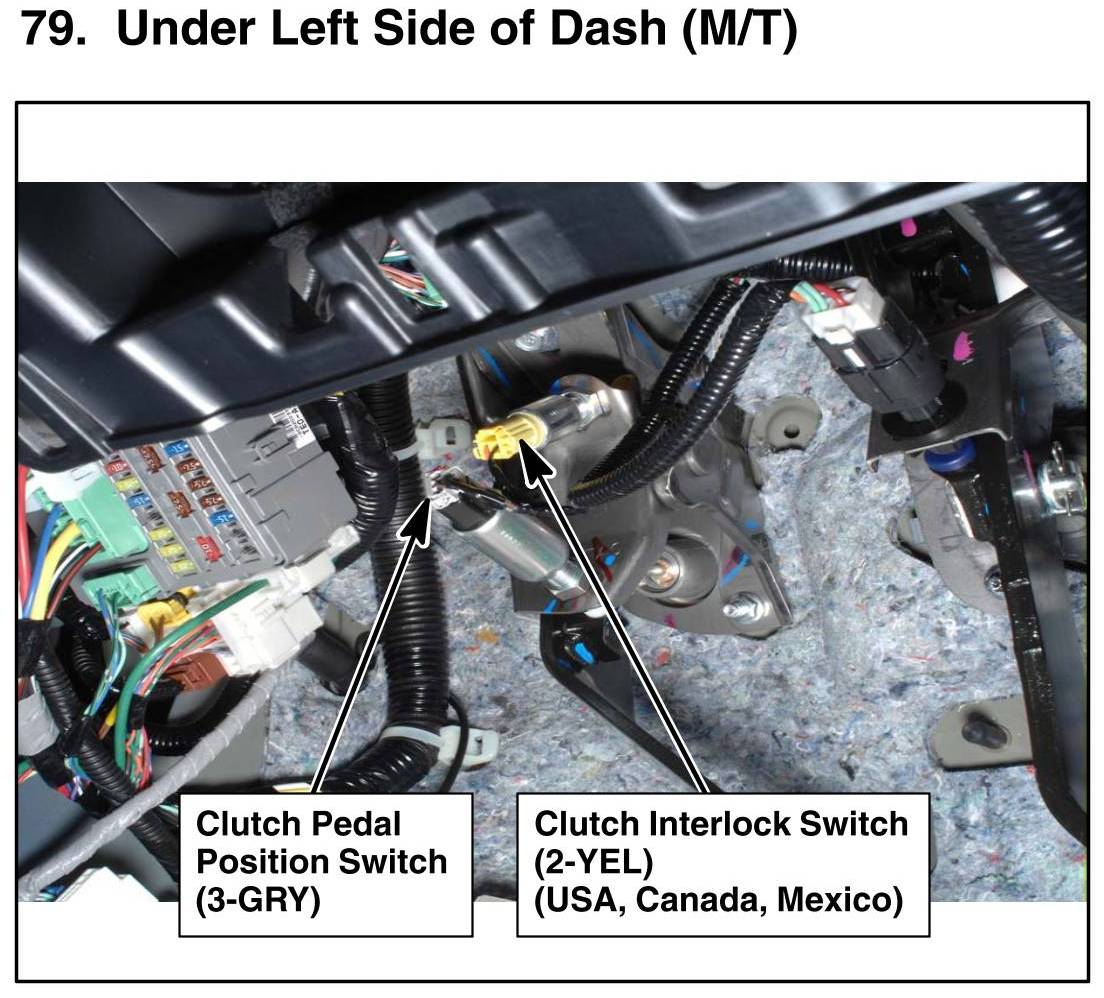 79. Under Left Side of Dash (M/T)
Clutch Pedal
Position Switch
(3-GRY)
Clutch Interlock Switch
(2-YEL)
(USA, Canada, Mexico)